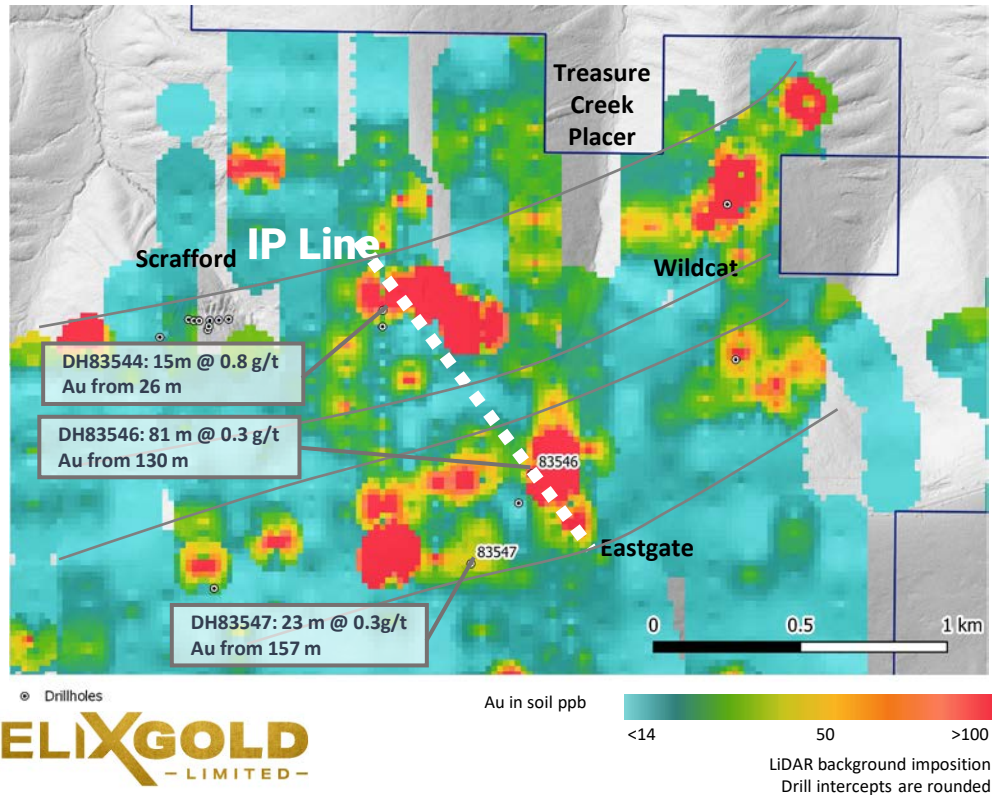 Treasure
Creek
Placer
Scrafford
IP Line
Wildcat
DH83544: 15m @ 0.8 g/t
Au from 26 m
DH83546: 81 m @ 0.3 g/t
Au from 130 m
83546
83547
Eastgate
DH83547: 23 m @ 0.3g/t
Au from 157 m
0 0.5 1 km
Drillholes
Au in soil ppb
<14 50 >100
ELIXGOLD
LIMITED
LiDAR background imposition
Drill intercepts are rounded